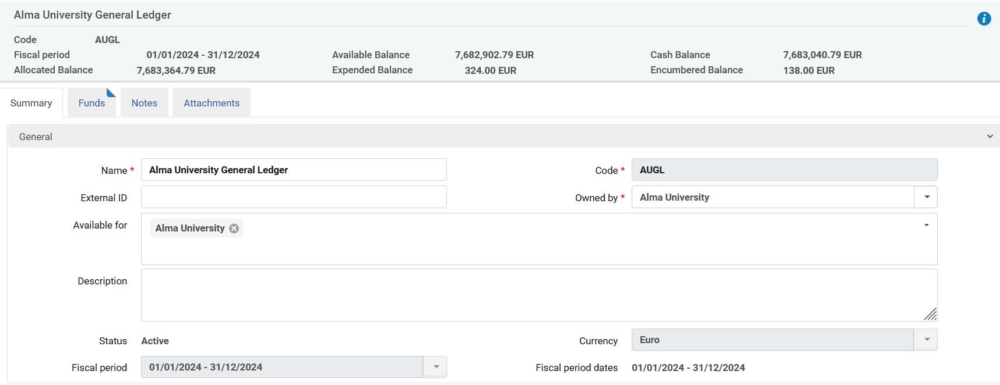 Alma University General Ledger
Code AUGL
Fiscal period 01/01/2024 - 31/12/2024 Available Balance 7,682,902.79 EUR Cash Balance 7,683,040.79 EUR
Allocated Balance 7,683,364.79 EUR Expended Balance 324.00 EUR Encumbered Balance 138.00 EUR
Summary Funds Notes Attachments
General
Name * Alma University General Ledger Code * AUGL
External ID Owned by * Alma University
Available for Alma University
Description
Status Active Currency Euro
Fiscal period 01/01/2024 - 31/12/2024 Fiscal period dates 01/01/2024 - 31/12/2024